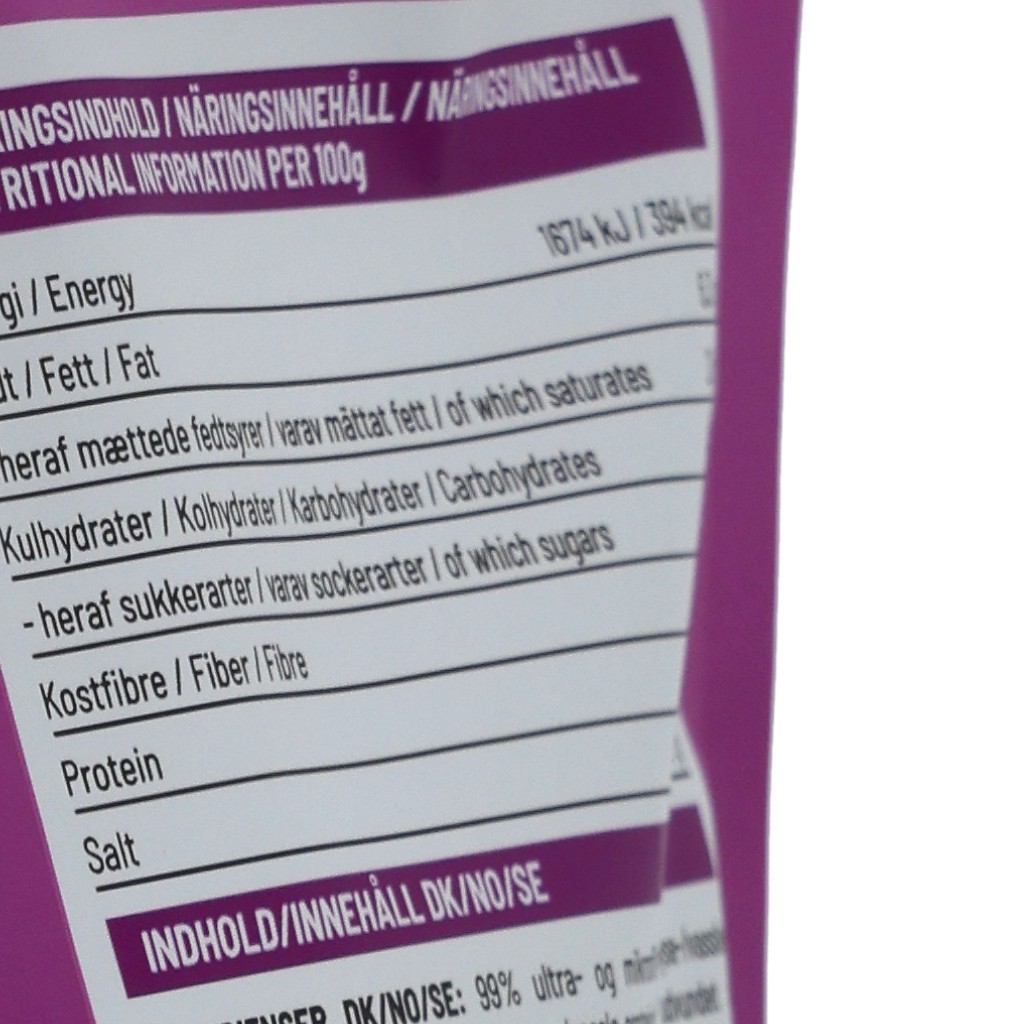 INGSINDHOLD / NÄRINGSINNEHÅLL / NÄRINGSINNEHÅLL
RITIONAL INFORMATION PER 100g
gi / Energy 1674 kJ / 394 kcal
/ Fett / Fat
heraf mættede fedtsyrer / varav mättat fett / of which saturates
Kulhydrater / Kolhydrater / Karbohydrater / Carbohydrates
- heraf sukkerarter / varav sockerarter / of which sugars
Kostfibre / Fiber / Fibre
Protein
Salt
INDHOLD/INNEHÅLL DK/NO/SE
DK/NO/SE: 99% ultra- og